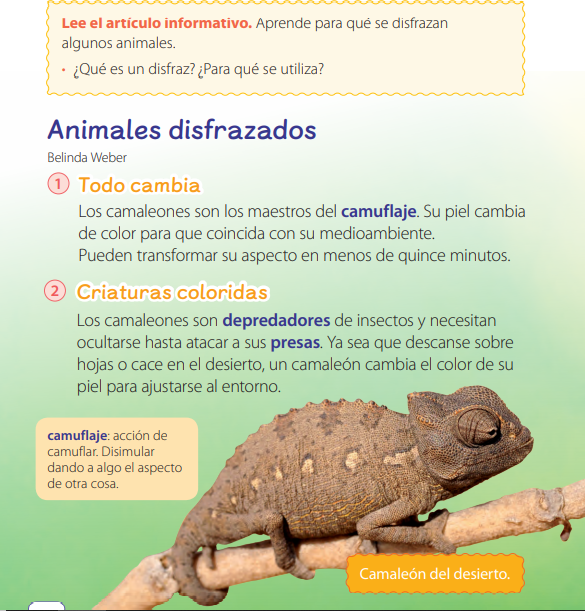 Lee el artículo informativo. Aprende para qué se disfrazan
algunos animales.
• ¿Qué es un disfraz? ¿Para qué se utiliza?
Animales disfrazados
Belinda Weber
1 Todo cambia
Los camaleones son los maestros del camuflaje. Su piel cambia
de color para que coincida con su medioambiente.
Pueden transformar su aspecto en menos de quince minutos.
2 Criaturas coloridas
Los camaleones son depredadores de insectos y necesitan
ocultarse hasta atacar a sus presas. Ya sea que descanse sobre
hojas o cace en el desierto, un camaleón cambia el color de su
piel para ajustarse al entorno.
camuflaje: acción de
camuflar. Disimular
dando a algo el aspecto
de otra cosa.
Camaleón del desierto.